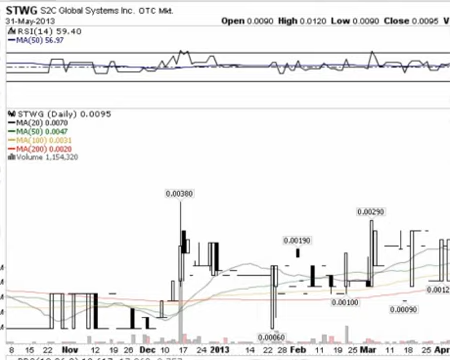 STWG S2C Global Systems Inc. OTC Mkt.
31-May-2013 Open 0.0090 High 0.0120 Low 0.0090 Close 0.0095 V
RSI(14) 59.40
MA(50) 56.97
STWG (Daily) 0.0095
MA(20) 0.0070
MA(50) 0.0047
MA(100) 0.0031
MA(200) 0.0020
Volume 1,154,320
0.00380
0.00290
0.00190
0.0012
0.00100
0.00090
0.00060
8 15 22 Nov 12 19 26 Dec 10 17 24 2013 14 22 28 Feb 11 19 25 Mar 11 18 25 Apr